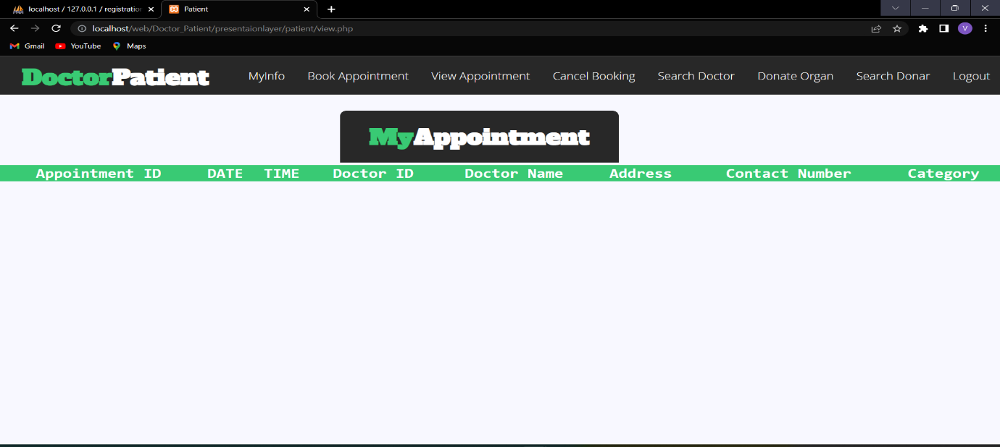 localhost / 127.0.0.1 / registratio
Patient
localhost/web/Doctor_Patient/presentaionlayer/patient/view.php
V
Gmail YouTube Maps
DoctorPatient MyInfo Book Appointment View Appointment Cancel Booking Search Doctor Donate Organ Search Donar Logout
MyAppointment
Appointment ID DATE TIME Doctor ID Doctor Name Address Contact Number Category